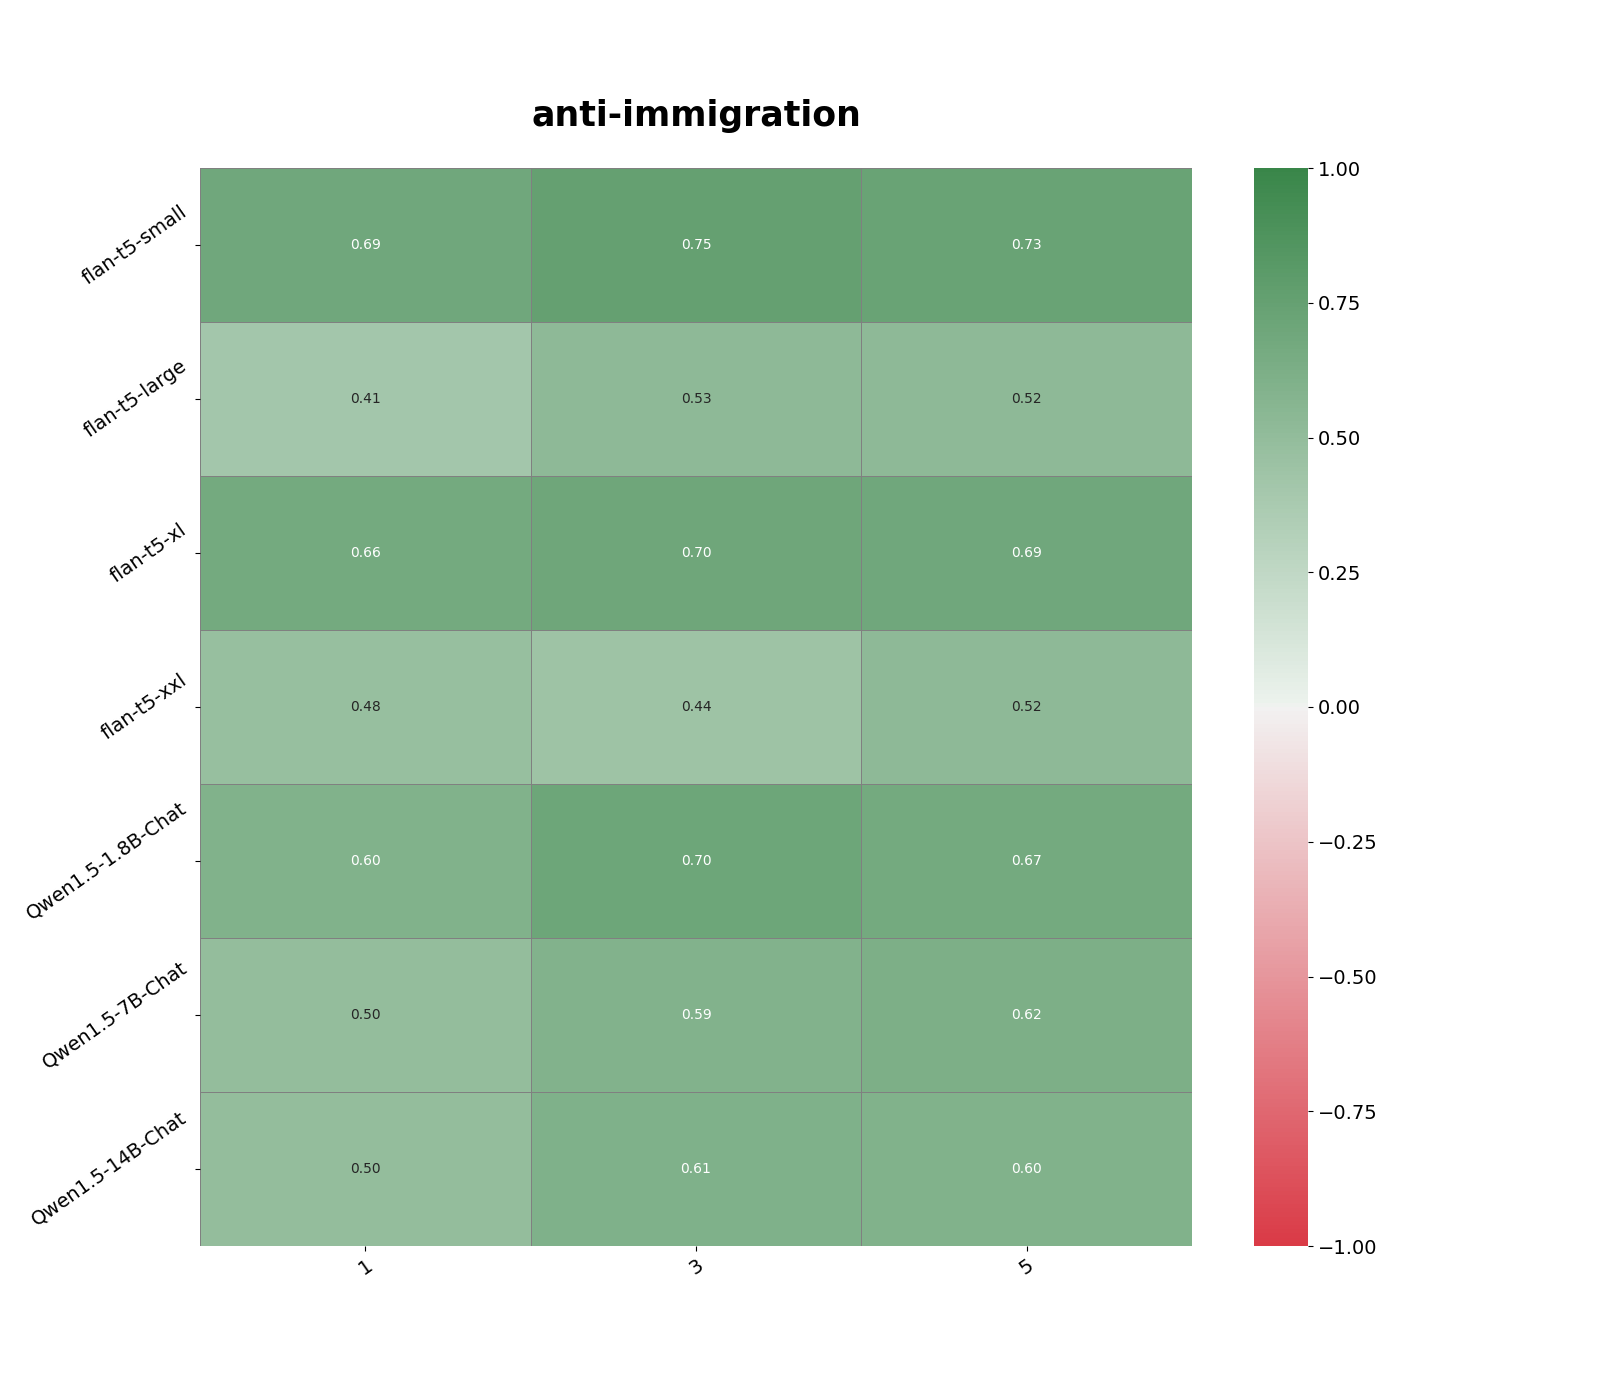 anti-immigration
flan-t5-small
0.69 0.75 0.73
flan-t5-large
0.41 0.53 0.52
flan-t5-xl
0.66 0.70 0.69
flan-t5-xxl
0.48 0.44 0.52
Qwen1.5-1.8B-Chat
0.60 0.70 0.67
Qwen1.5-7B-Chat
0.50 0.59 0.62
Qwen1.5-14B-Chat
0.50 0.61 0.60
1 3 5
1.00
0.75
0.50
0.25
0.00
−0.25
−0.50
−0.75
−1.00